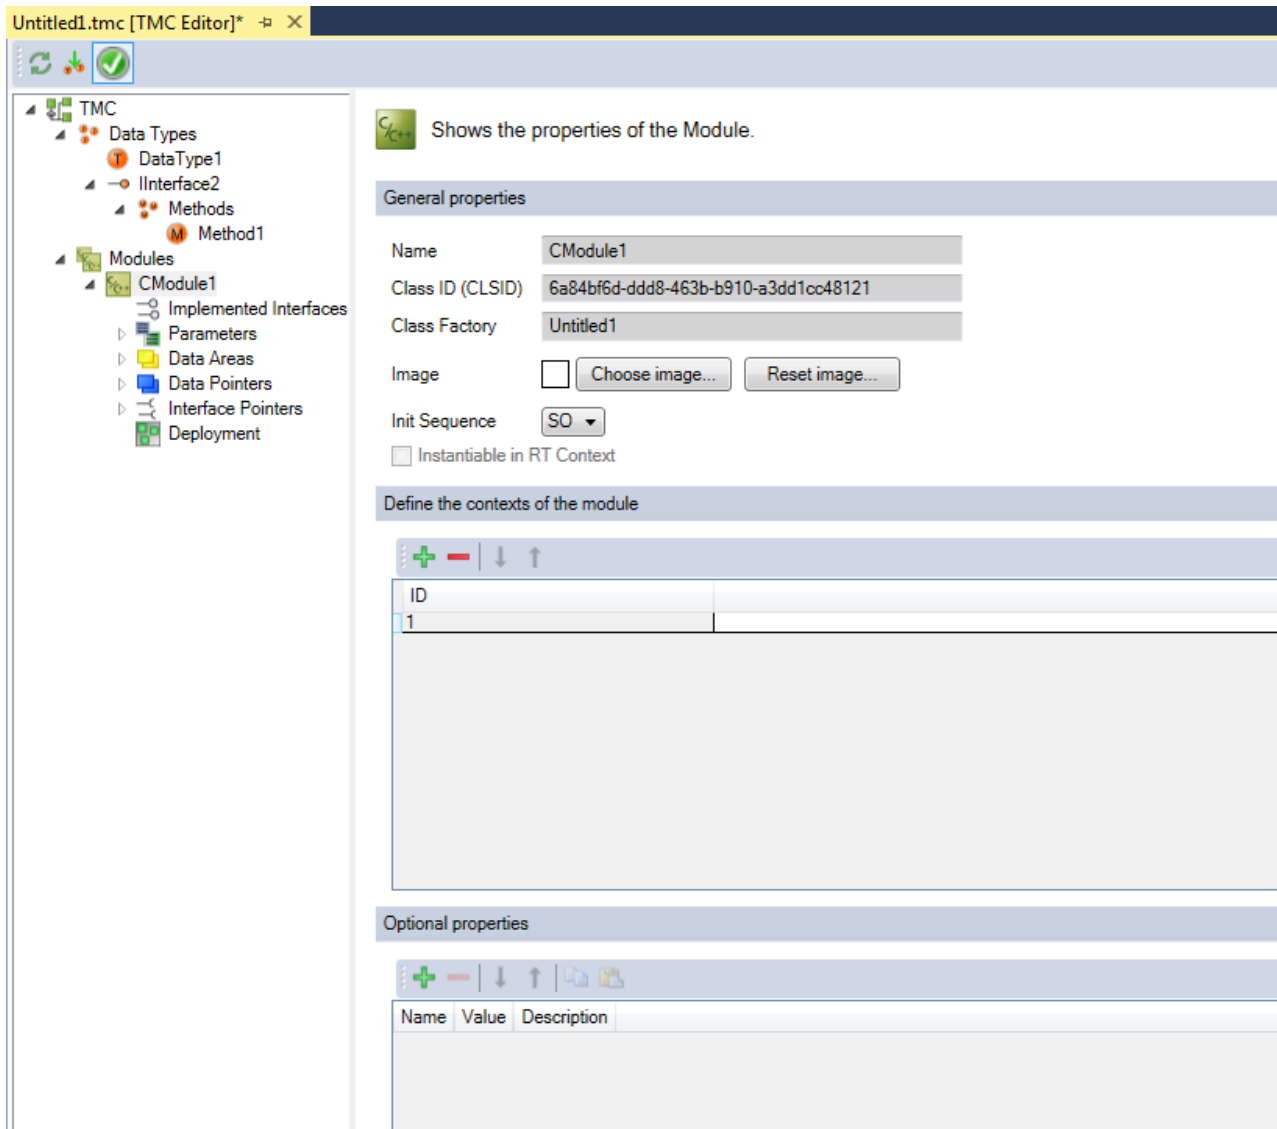 Untitled1.tmc [TMC Editor]*
TMC
Data Types
DataType1
IInterface2
Methods
Method1
Modules
CModule1
Implemented Interfaces
Parameters
Data Areas
Data Pointers
Interface Pointers
Deployment
Shows the properties of the Module.
General properties
Name CModule1
Class ID (CLSID) 6a84bf6d-ddd8-463b-b910-a3dd1cc48121
Class Factory Untitled1
Image Choose image... Reset image...
Init Sequence SO
Instantiable in RT Context
Define the contexts of the module
ID
1
Optional properties
Name Value Description